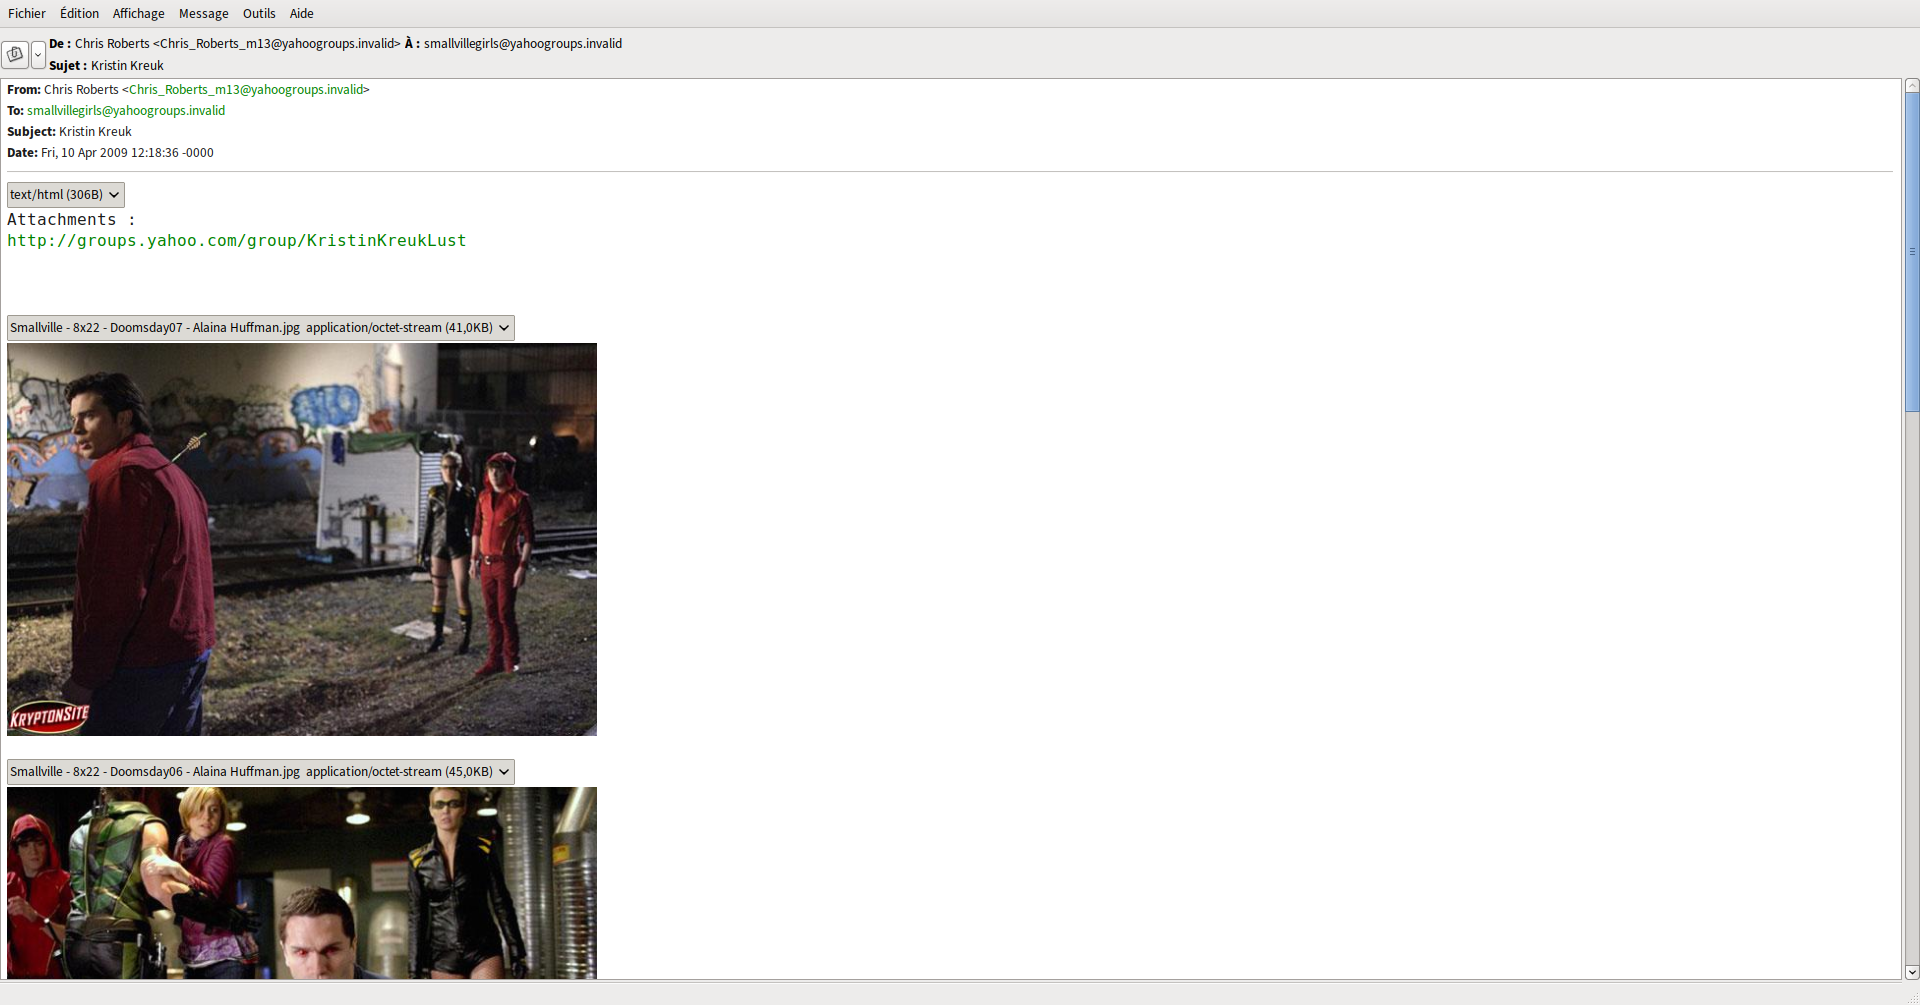 Fichier Édition Affichage Message Outils Aide
De : Chris Roberts <Chris_Roberts_m13@yahoogroups.invalid> À : smallvillegirls@yahoogroups.invalid
Sujet : Kristin Kreuk
From: Chris Roberts <Chris_Roberts_m13@yahoogroups.invalid>
To: smallvillegirls@yahoogroups.invalid
Subject: Kristin Kreuk
Date: Fri, 10 Apr 2009 12:18:36 -0000
text/html (306B)
Attachments :
http://groups.yahoo.com/group/KristinKreukLust
Smallville - 8x22 - Doomsday07 - Alaina Huffman.jpg application/octet-stream (41,0KB)
KRYPTONSITE
Smallville - 8x22 - Doomsday06 - Alaina Huffman.jpg application/octet-stream (45,0KB)